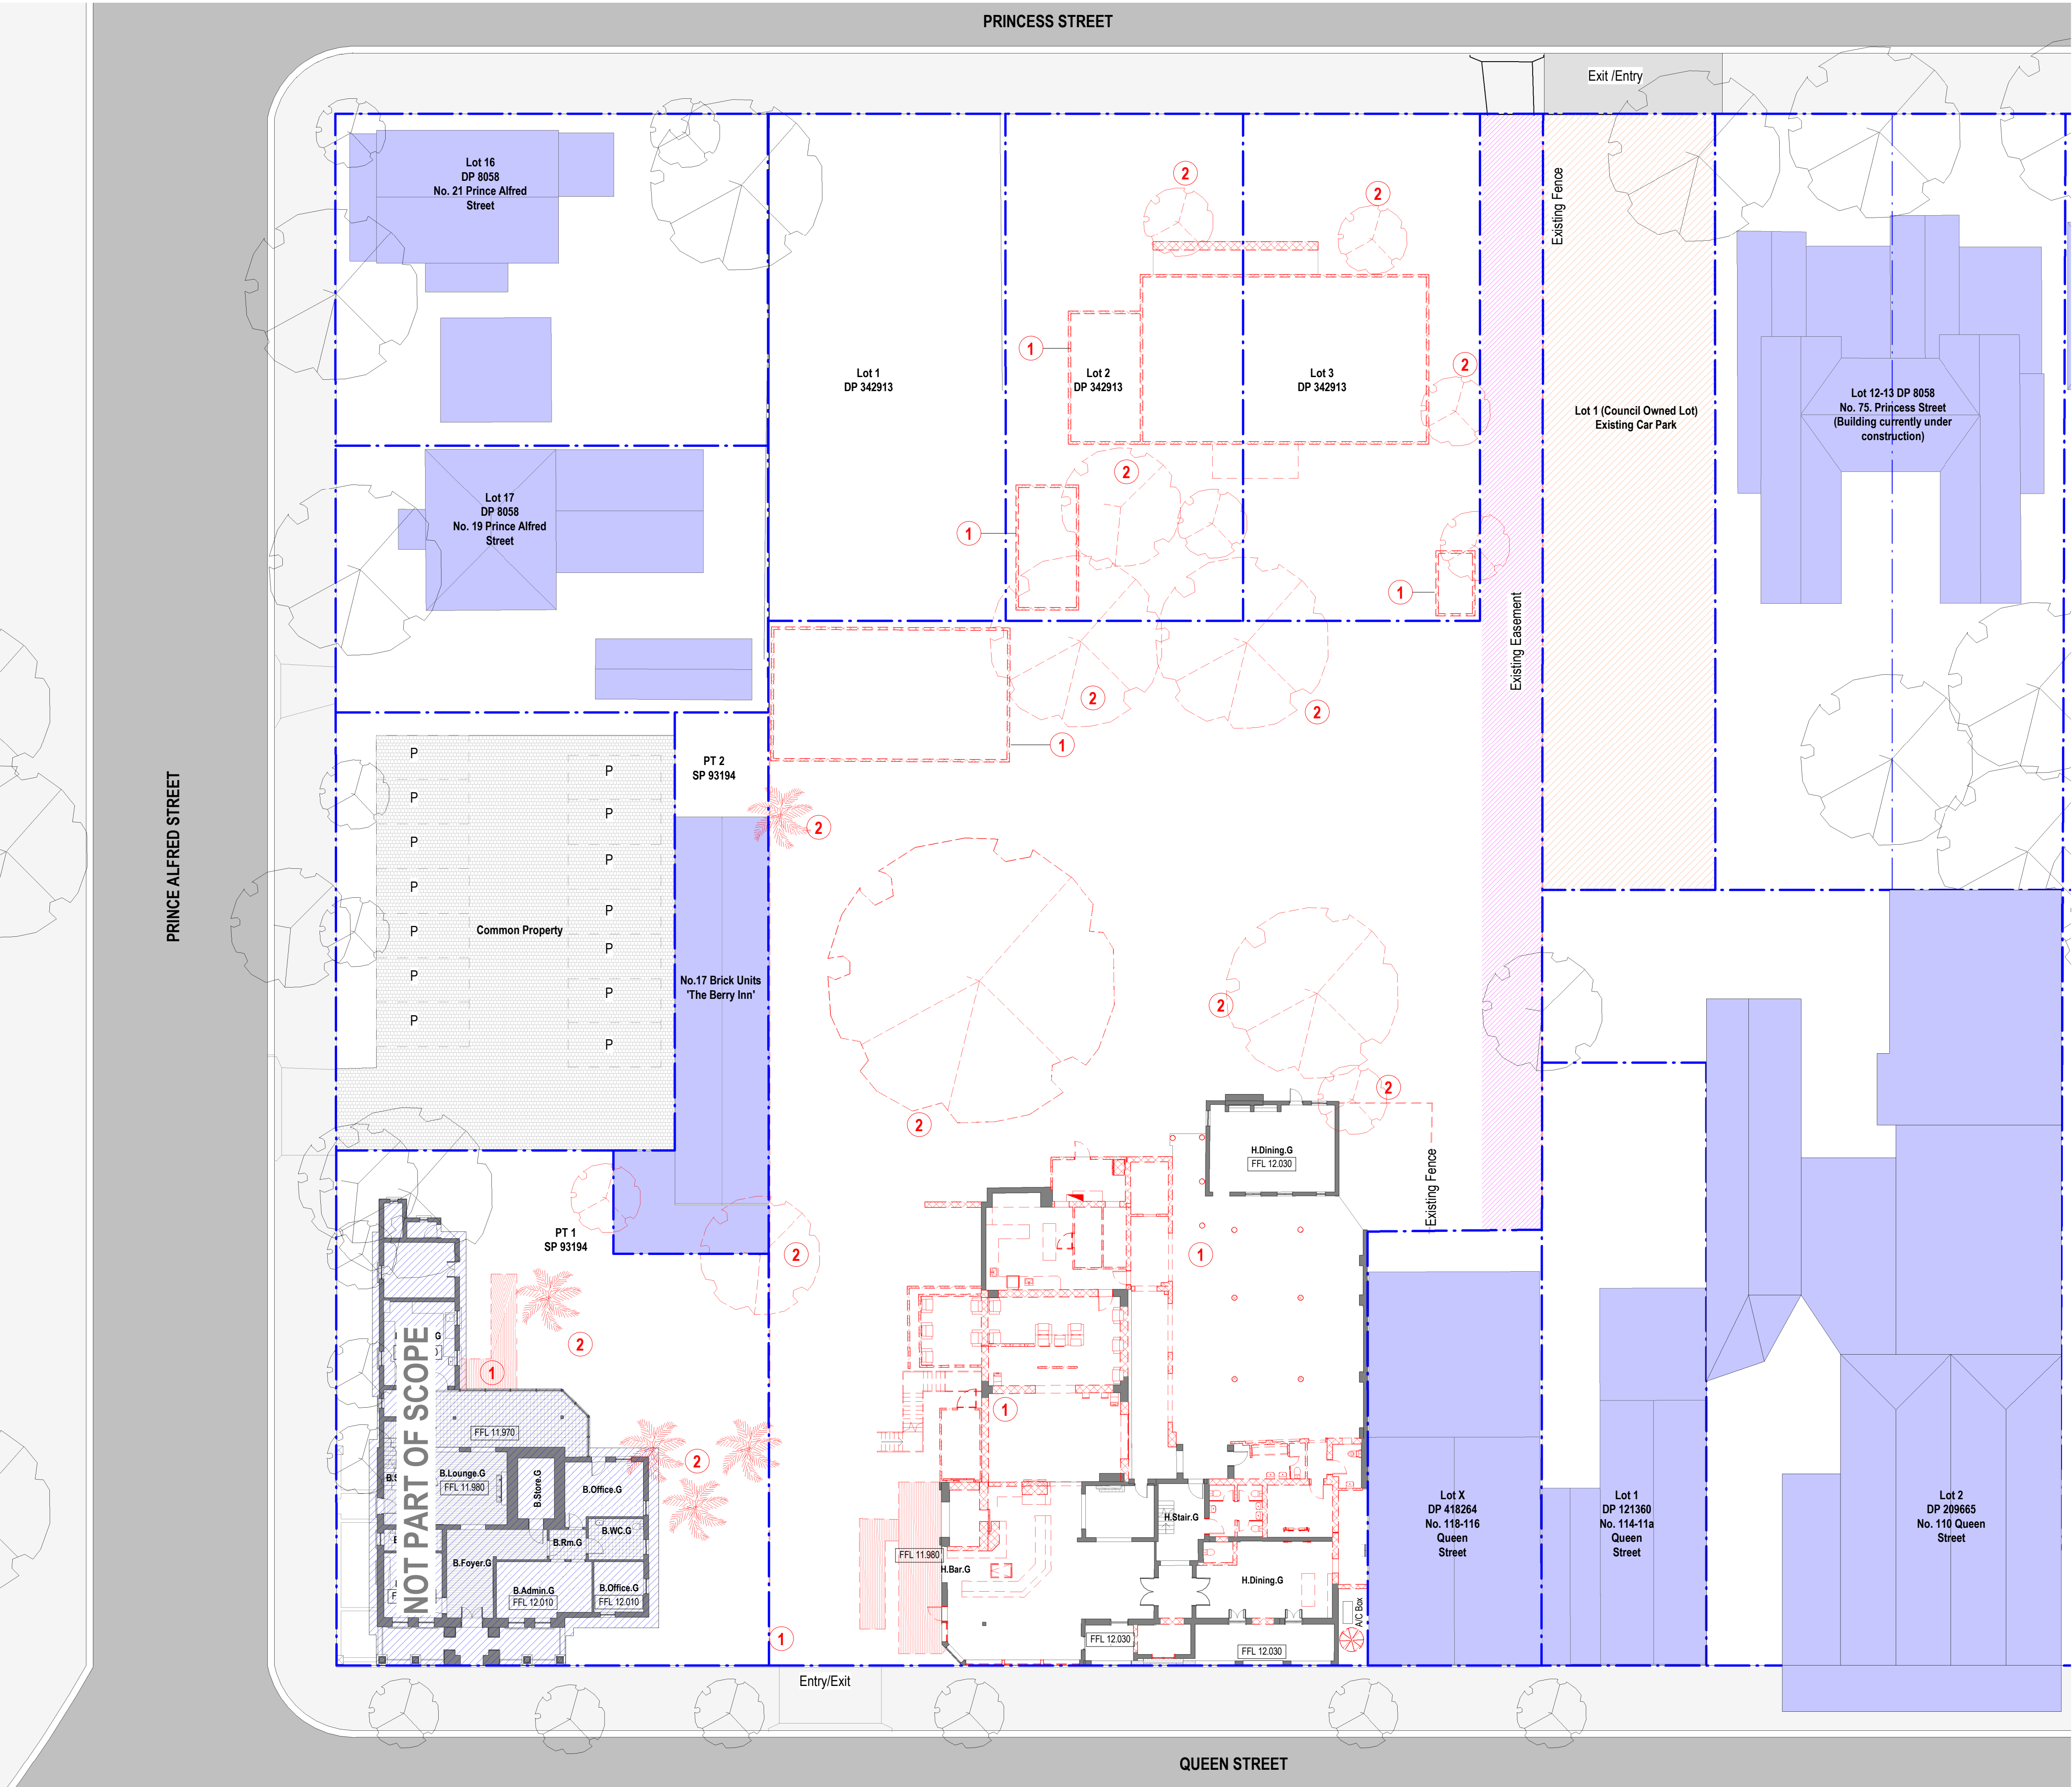 PRINCESS STREET
Exit /Entry
Lot 16
DP 8058
No. 21 Prince Alfred
Street
2
2
Existing Fence
1
2
Lot 1
DP 342913
Lot 2
DP 342913
Lot 3
DP 342913
Lot 1 (Council Owned Lot)
Existing Car Park
Lot 12-13 DP 8058
No. 75. Princess Street
(Building currently under
construction)
2
Lot 17
DP 8058
No. 19 Prince Alfred
Street
1
1
Existing Easement
2
2
1
P
P
P
P
P
P
P
P
P
P
P
P
P
P
PT 2
SP 93194
2
PRINCE ALFRED STREET
Common Property
No.17 Brick Units
'The Berry Inn'
2
2
2
H.Dining.G
FFL 12.030
Existing Fence
PT 1
SP 93194
2
1
2
1
1
NOT PART OF SCOPE
G
FFL 11.970
2
B.Lounge.G
FFL 11.980
B.Store.G
B.Office.G
B.WC.G
B.Rm.G
B.Foyer.G
B.Admin.G
FFL 12.010
B.Office.G
FFL 12.010
H.Stair.G
FFL 11.980
H.Bar.G
H.Dining.G
A/C Box
Lot X
DP 418264
No. 118-116
Queen
Street
Lot 1
DP 121360
No. 114-11a
Queen
Street
Lot 2
DP 209665
No. 110 Queen
Street
1
FFL 12.030
FFL 12.030
Entry/Exit
QUEEN STREET